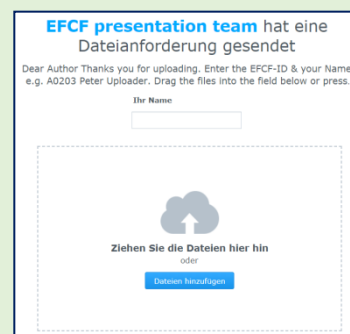 EFCF presentation team hat eine
Dateianforderung gesendet
Dear Author Thanks you for uploading. Enter the EFCF-ID & your Name
e.g. A0203 Peter Uploader. Drag the files into the field below or press.
Ihr Name
Ziehen Sie die Dateien hier hin
oder
Dateien hinzufügen